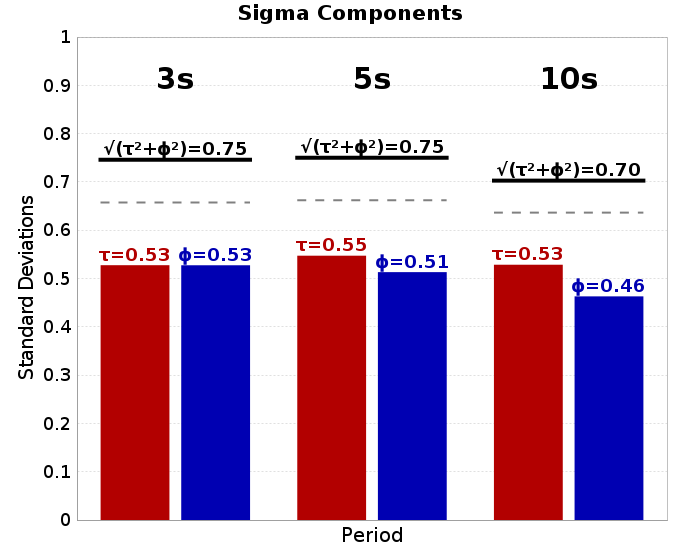 Sigma Components
Standard Deviations
1
0.9
0.8
0.7
0.6
0.5
0.4
0.3
0.2
0.1
0
3s
5s
10s
√(τ²+ϕ²)=0.75
√(τ²+ϕ²)=0.75
√(τ²+ϕ²)=0.70
τ=0.53
ϕ=0.53
τ=0.55
ϕ=0.51
τ=0.53
ϕ=0.46
Period